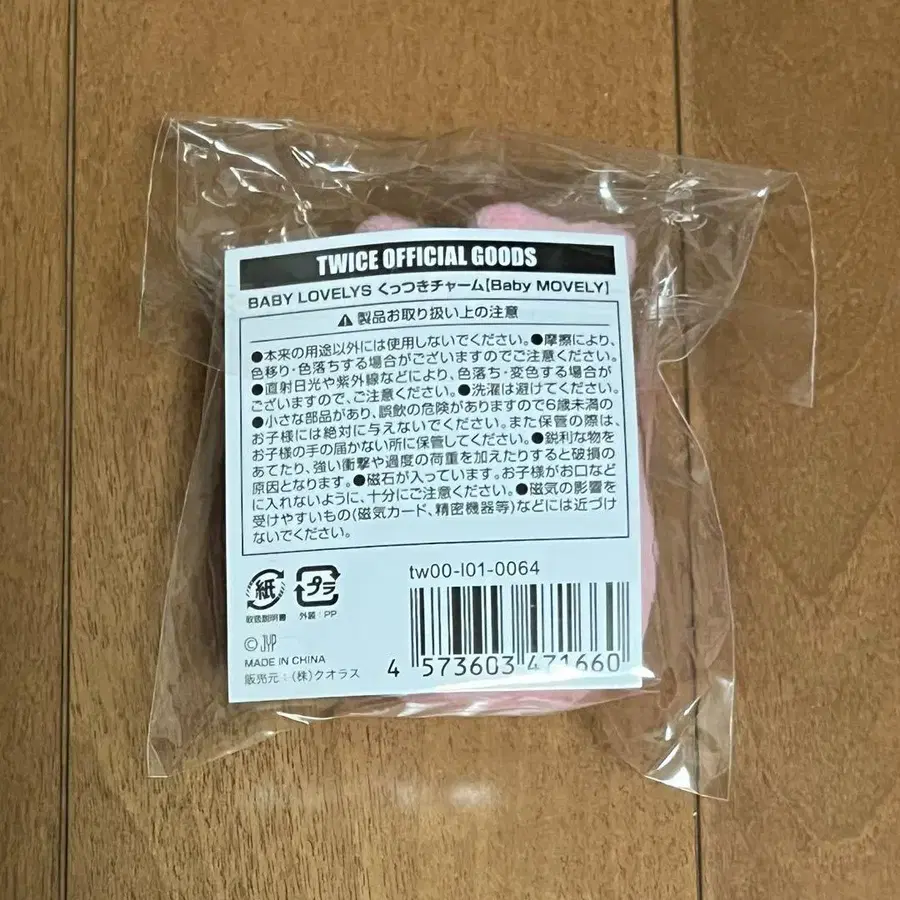 TWICE OFFICIAL GOODS
BABY LOVELYS くっつきチャーム【Baby MOVELY】
⚠製品お取り扱い上の注意
●本来の用途以外には使用しないでください。●摩擦により、
色移り・色落ちする場合がございますのでご注意ください。
●直射日光や紫外線などにより、色落ち・変色する場合が
ございますので、ご注意ください。●洗濯は避けてください。
●小さな部品があり、誤飲の危険がありますので6歳未満の
お子様には絶対に与えないでください。また保管の際は、
お子様の手の届かない所に保管してください。●鋭利な物を
あてたり、強い衝撃や過度の荷重を加えたりすると破損の
原因となります。●磁石が入っています。お子様がお口など
に入れないように、十分にご注意ください。●磁気の影響を
受けやすいもの(磁気カード、精密機器等)などには近づけ
ないでください。
tw00-l01-0064
紙
プラ
取扱説明書
外装:PP
© JYP
MADE IN CHINA
販売元:(株)クオラス
4 573603 471660